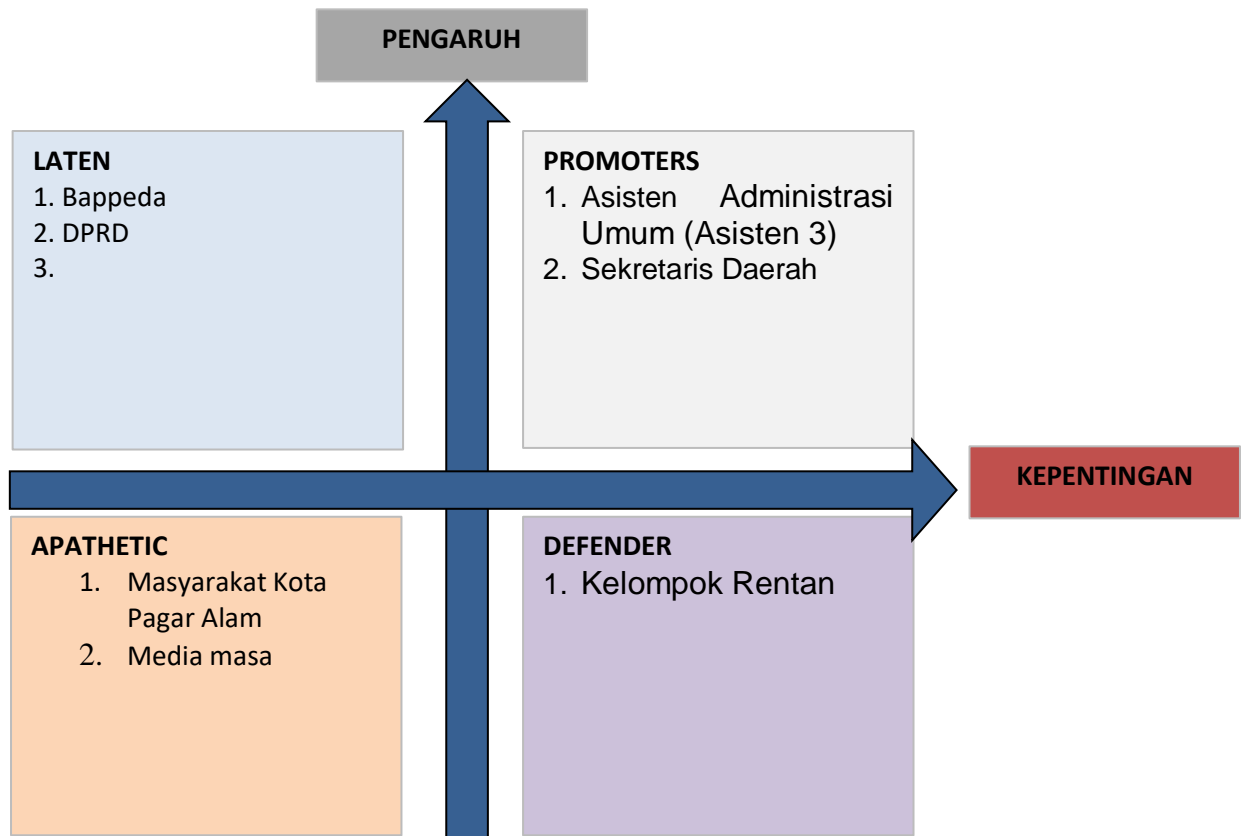 PENGARUH
LATEN
1. Bappeda
2. DPRD
3.
PROMOTERS
1. Asisten Administrasi
Umum (Asisten 3)
2. Sekretaris Daerah
KEPENTINGAN
APATHETIC
1. Masyarakat Kota
Pagar Alam
2. Media masa
DEFENDER
1. Kelompok Rentan